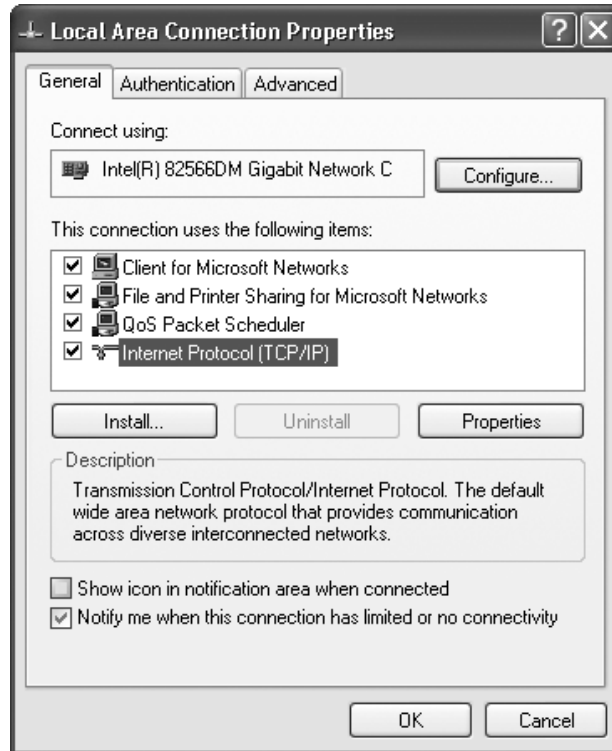 Local Area Connection Properties
General Authentication Advanced
Connect using:
Intel(R) 82566DM Gigabit Network C
Configure...
This connection uses the following items:
Client for Microsoft Networks
File and Printer Sharing for Microsoft Networks
QoS Packet Scheduler
Internet Protocol (TCP/IP)
Install... Uninstall Properties
Description
Transmission Control Protocol/Internet Protocol. The default
wide area network protocol that provides communication
across diverse interconnected networks.
Show icon in notification area when connected
Notify me when this connection has limited or no connectivity
OK Cancel